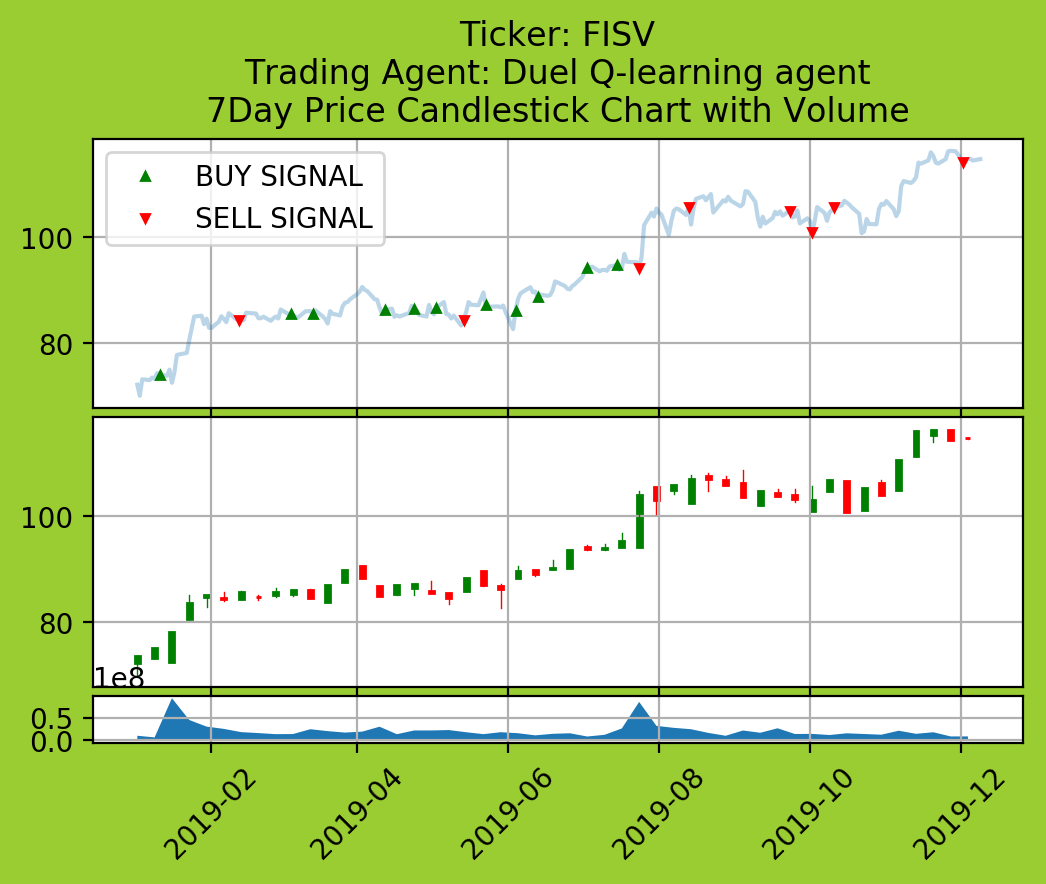 Ticker: FISV
Trading Agent: Duel Q-learning agent
7Day Price Candlestick Chart with Volume
BUY SIGNAL
SELL SIGNAL
100
80
100
80
1e8
0.5
0.0
2019-02
2019-04
2019-06
2019-08
2019-10
2019-12